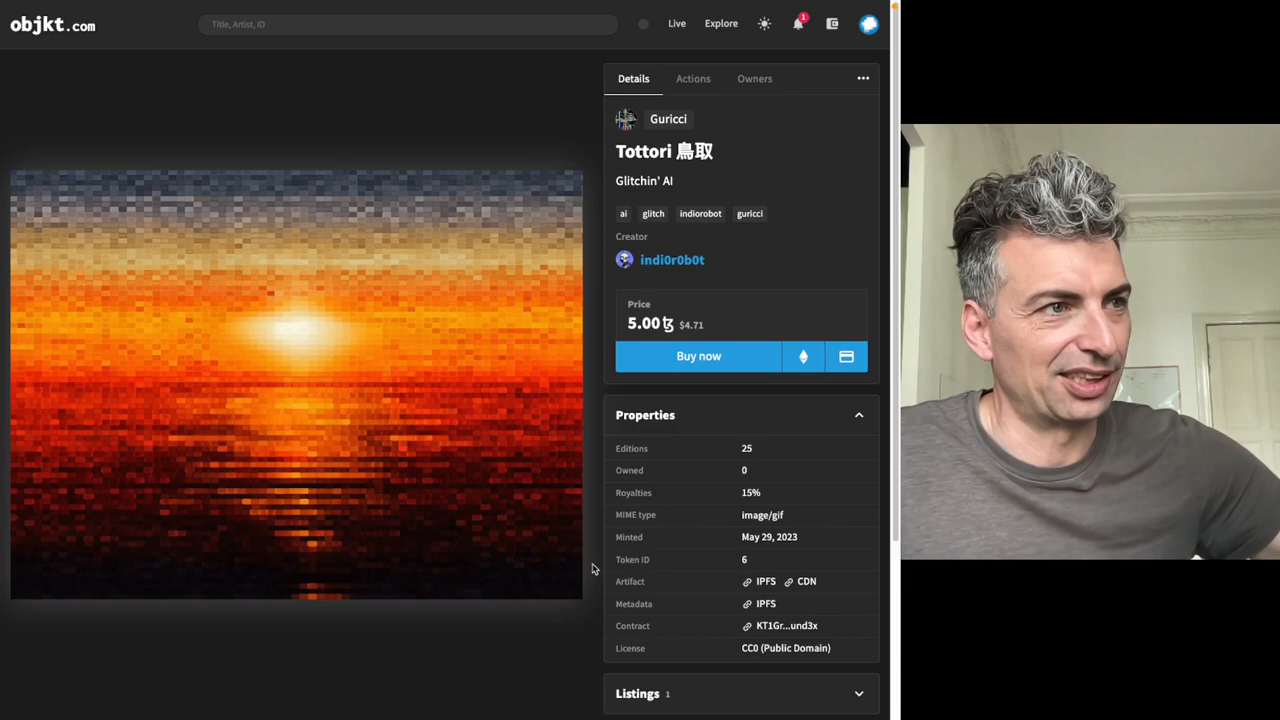 objkt.com
Title, Artist, ID
Live
Explore
1
Details
Actions
Owners
Guricci
Tottori 鳥取
Glitchin' AI
ai
glitch
indiorobot
guricci
Creator
indi0r0b0t
Price
5.00ꜩ $4.71
Buy now
Properties
Editions 25
Owned 0
Royalties 15%
MIME type image/gif
Minted May 29, 2023
Token ID 6
Artifact IPFS CDN
Metadata IPFS
Contract KT1Gr...und3x
License CC0 (Public Domain)
Listings 1